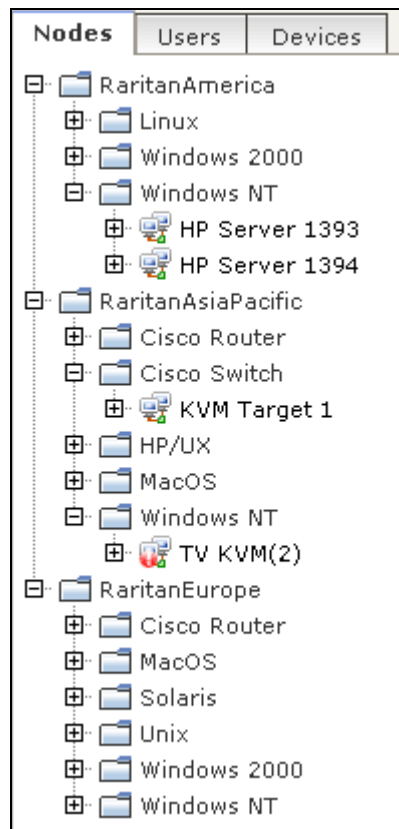 Nodes Users Devices
RaritanAmerica
Linux
Windows 2000
Windows NT
HP Server 1393
HP Server 1394
RaritanAsiaPacific
Cisco Router
Cisco Switch
KVM Target 1
HP/UX
MacOS
Windows NT
TV KVM(2)
RaritanEurope
Cisco Router
MacOS
Solaris
Unix
Windows 2000
Windows NT